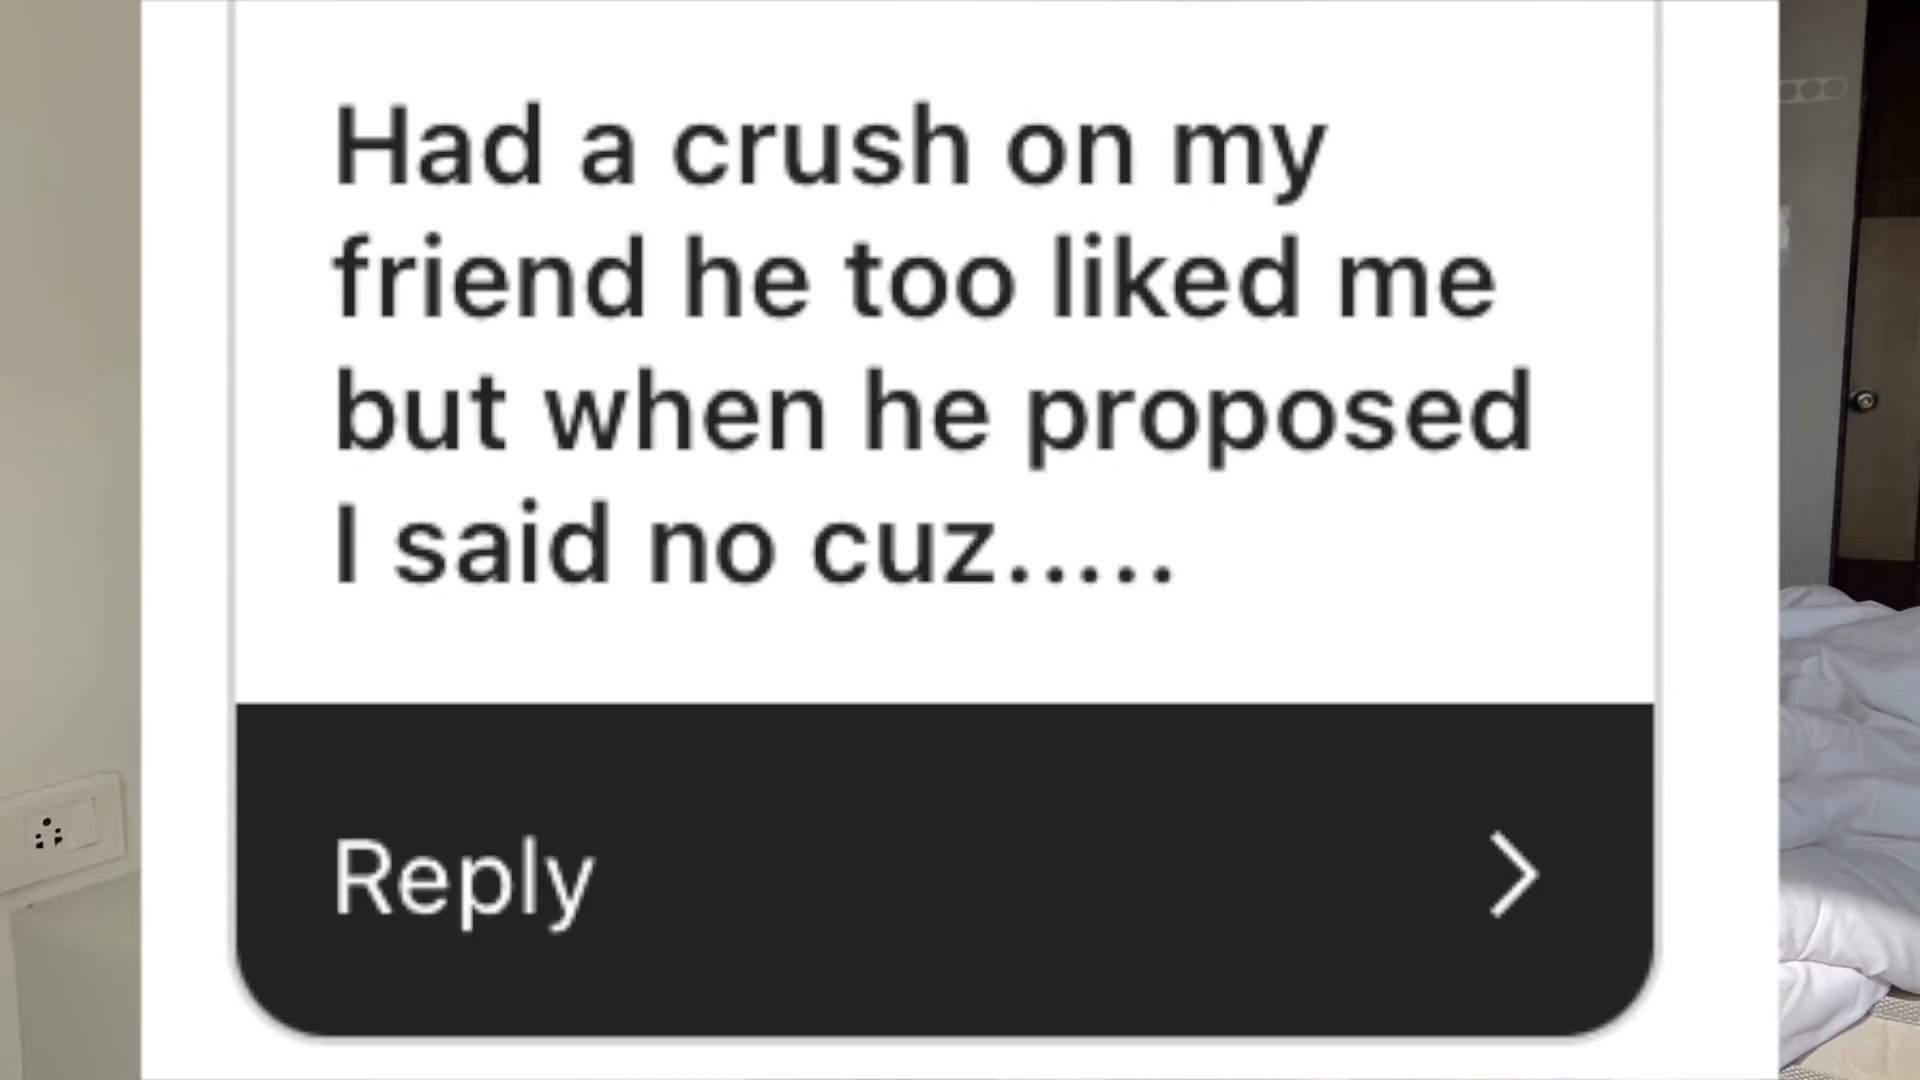 Had a crush on my
friend he too liked me
but when he proposed
I said no cuz.....
Reply